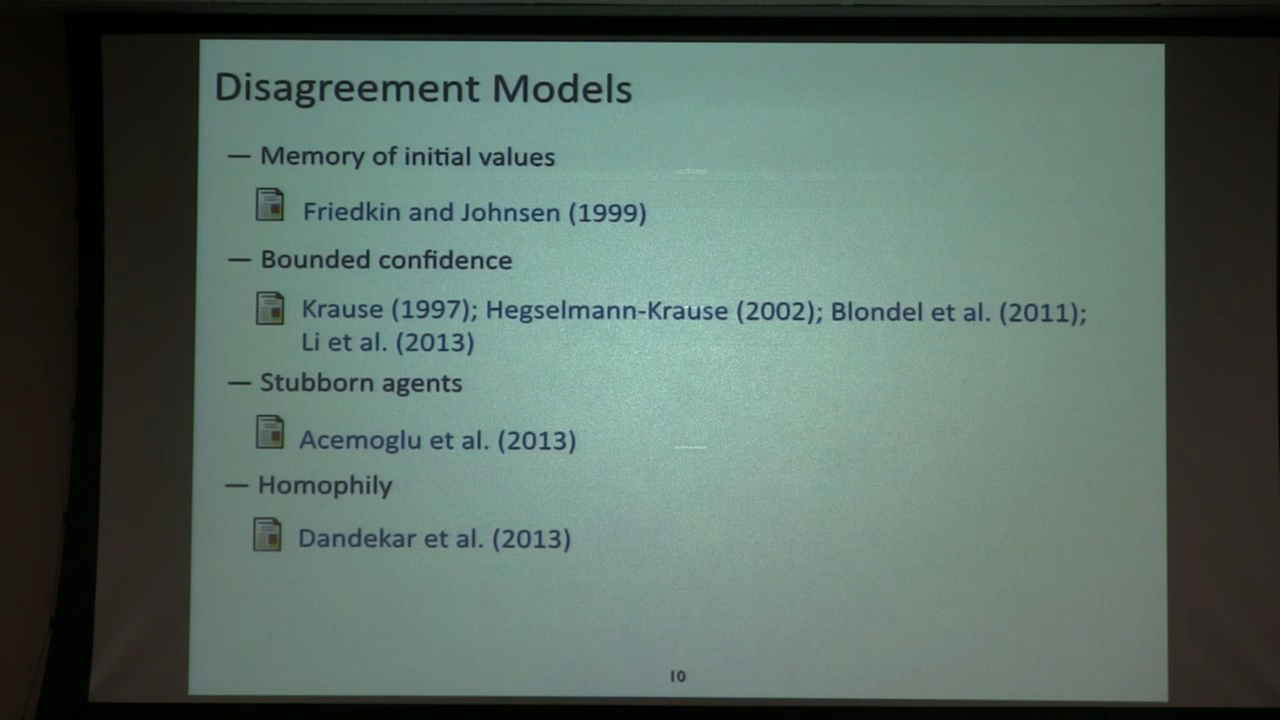 Disagreement Models
— Memory of initial values
Friedkin and Johnsen (1999)
— Bounded confidence
Krause (1997); Hegselmann-Krause (2002); Blondel et al. (2011);
Li et al. (2013)
— Stubborn agents
Acemoglu et al. (2013)
— Homophily
Dandekar et al. (2013)
10